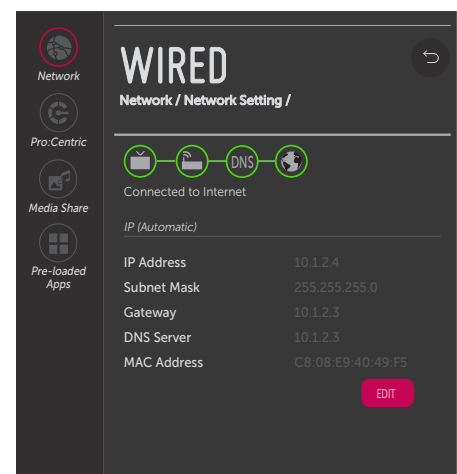 Network
Pro:Centric
Media Share
Pre-loaded
Apps
WIRED
Network / Network Setting /
DNS
Connected to Internet
IP (Automatic)
IP Address 10.1.2.4
Subnet Mask 255.255.255.0
Gateway 10.1.2.3
DNS Server 10.1.2.3
MAC Address C8:08:E9:40:49:F5
EDIT